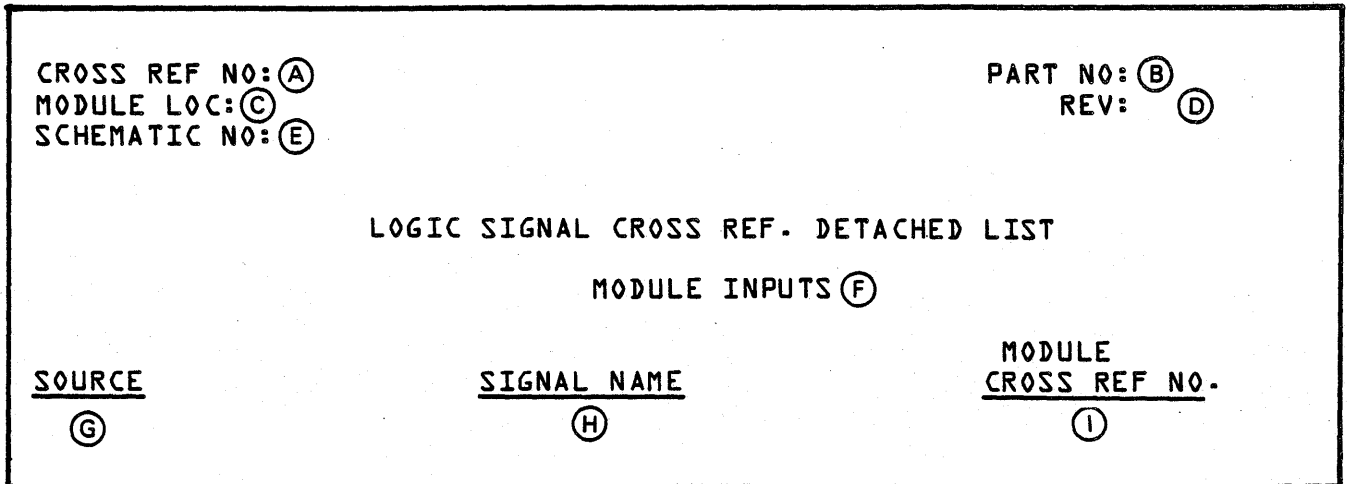 CROSS REF NO: Ⓐ PART NO: Ⓑ
MODULE LOC: Ⓒ REV: Ⓓ
SCHEMATIC NO: Ⓔ
LOGIC SIGNAL CROSS REF. DETACHED LIST
MODULE INPUTS Ⓕ
MODULE
SOURCE SIGNAL NAME CROSS REF NO.
Ⓖ Ⓗ Ⓘ